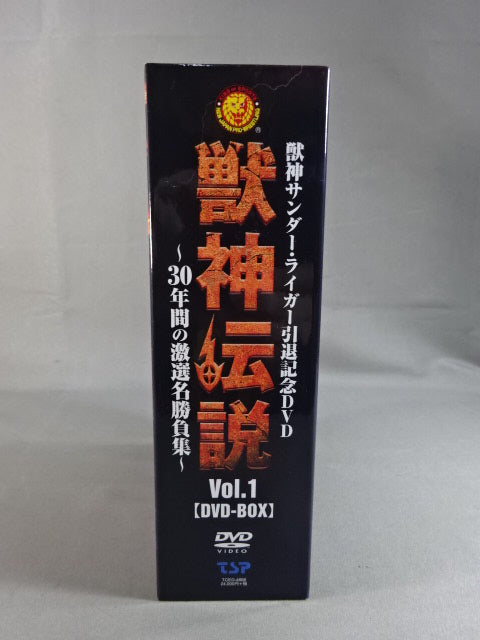 獣神サンダー・ライガー引退記念DVD
獣神伝説
～30年間の激選名勝負集～
Vol.1
【DVD-BOX】
DVD
VIDEO
TSP